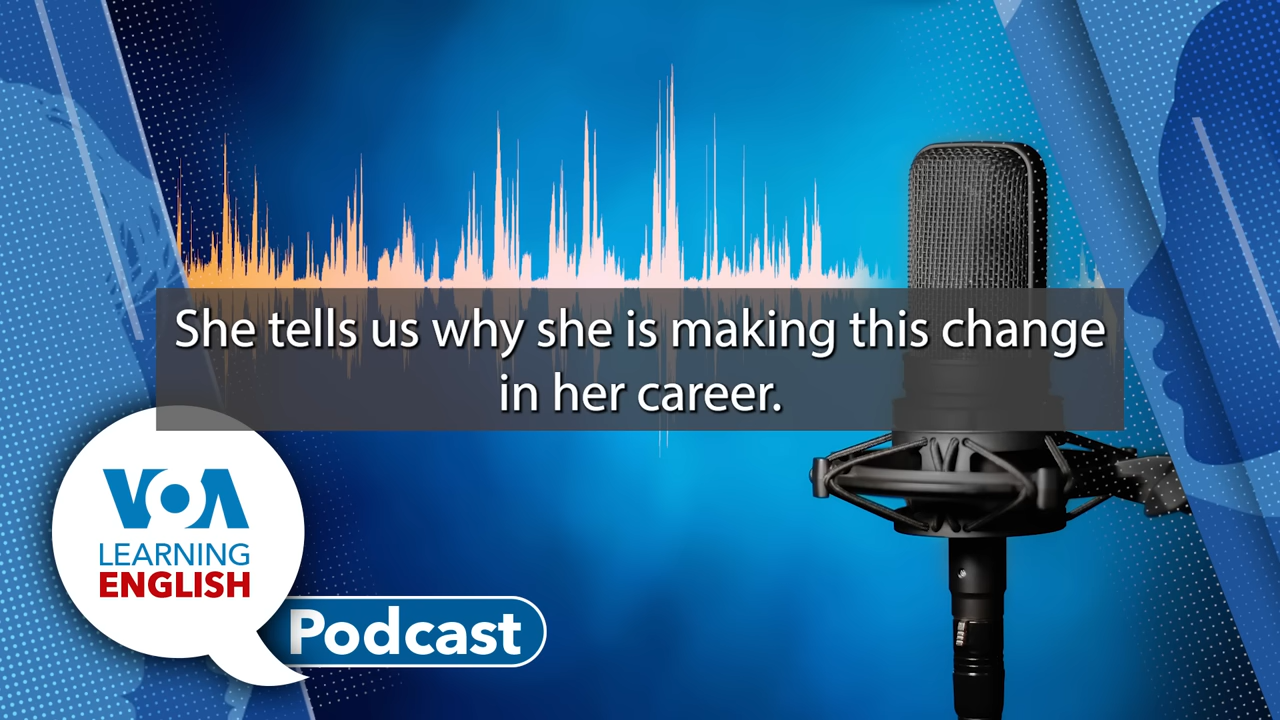 She tells us why she is making this change
in her career.
VOA
LEARNING
ENGLISH
Podcast